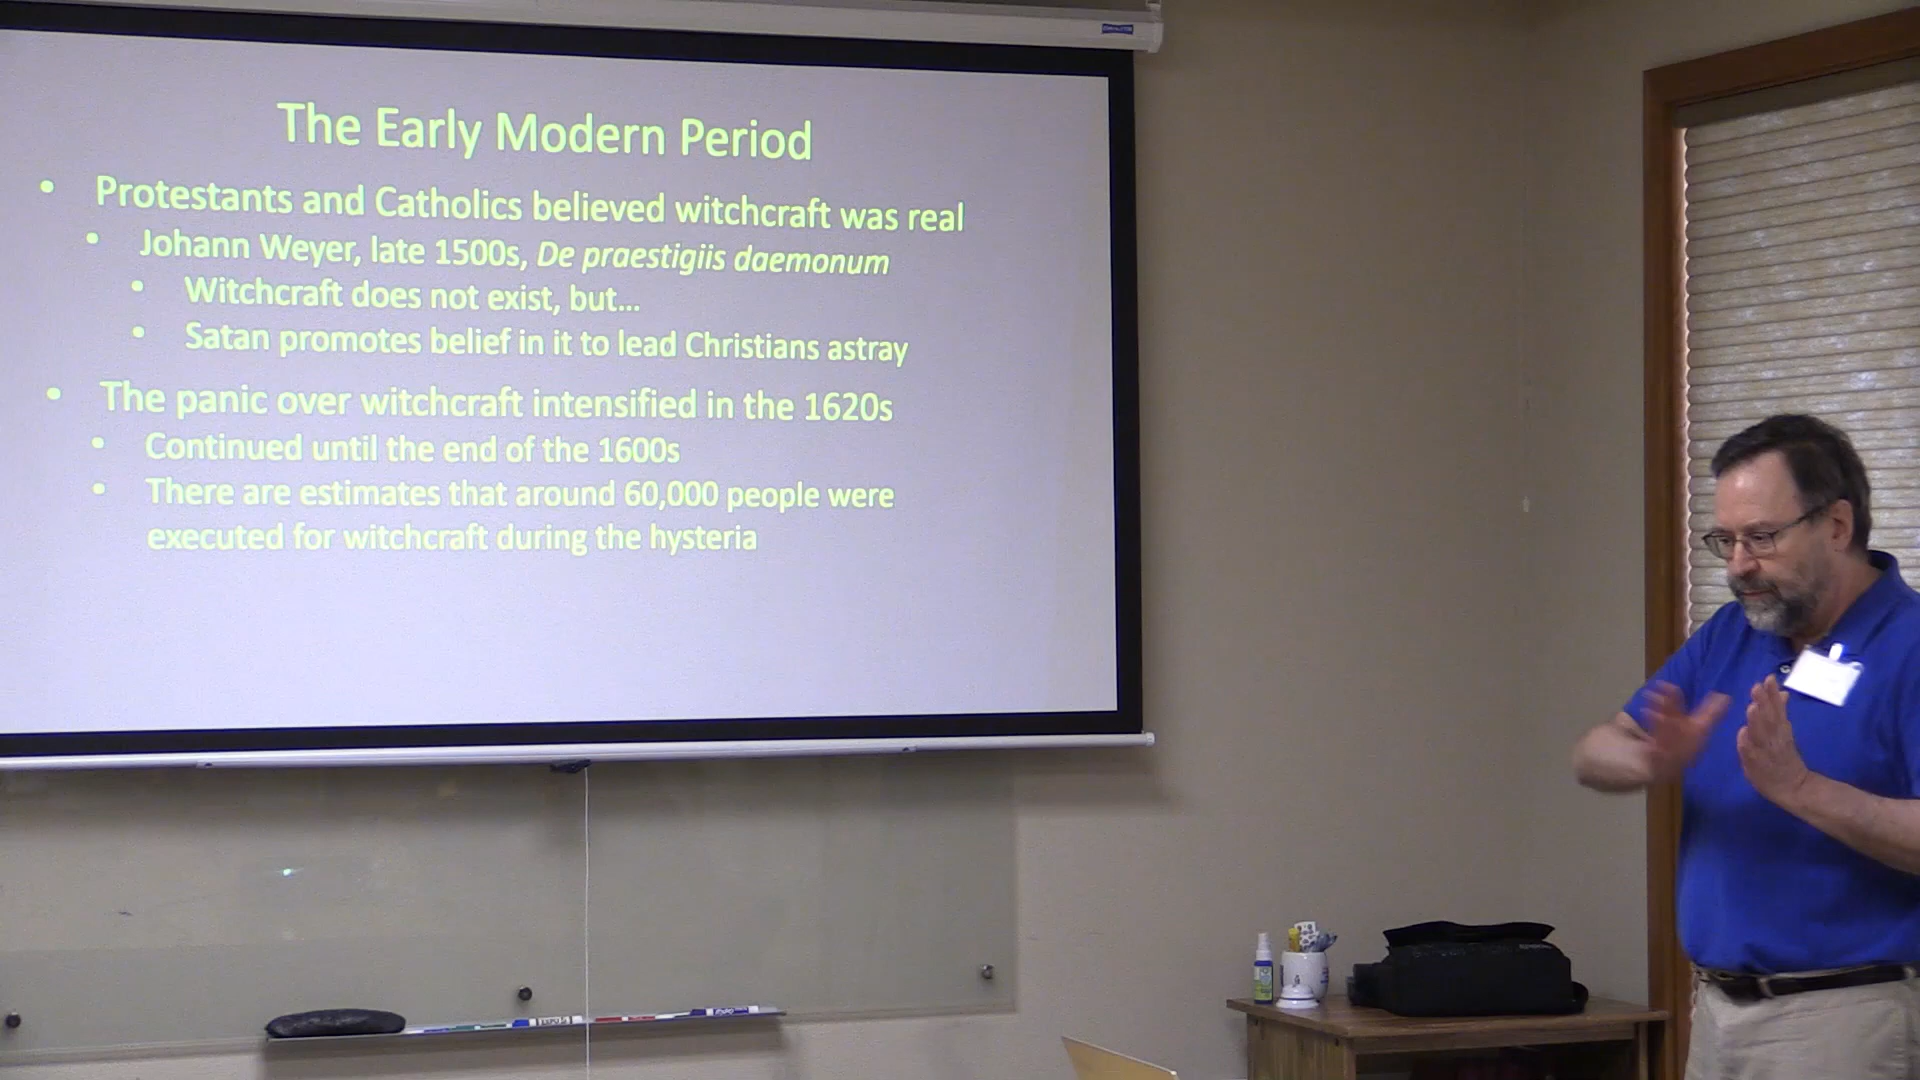 The Early Modern Period
• Protestants and Catholics believed witchcraft was real
• Johann Weyer, late 1500s, De praestigiis daemonum
• Witchcraft does not exist, but...
• Satan promotes belief in it to lead Christians astray
• The panic over witchcraft intensified in the 1620s
• Continued until the end of the 1600s
• There are estimates that around 60,000 people were
executed for witchcraft during the hysteria
EXPO